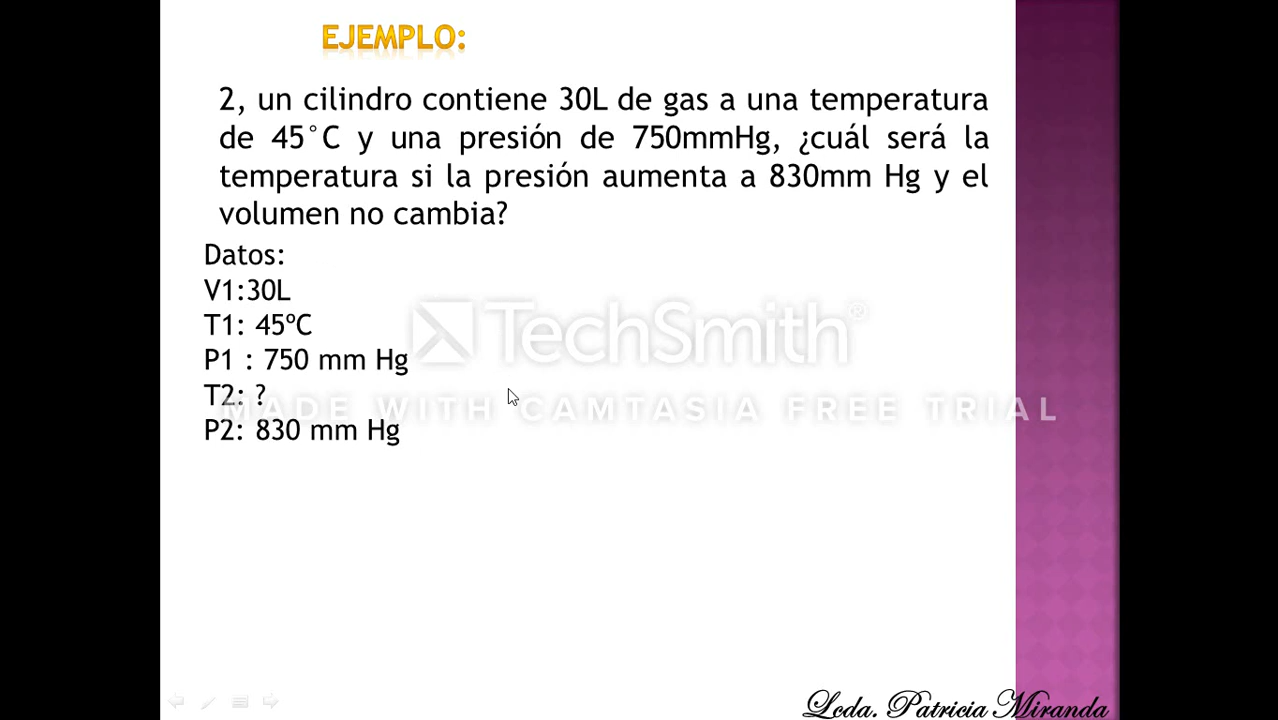 EJEMPLO:
2, un cilindro contiene 30L de gas a una temperatura
de 45°C y una presión de 750mmHg, ¿cuál será la
temperatura si la presión aumenta a 830mm Hg y el
volumen no cambia?
Datos:
V1:30L
T1: 45ºC
TechSmith®
P1 : 750 mm Hg
T2: ?
MADE WITH CAMTASIA FREE TRIAL
P2: 830 mm Hg
Lcda. Patricia Miranda